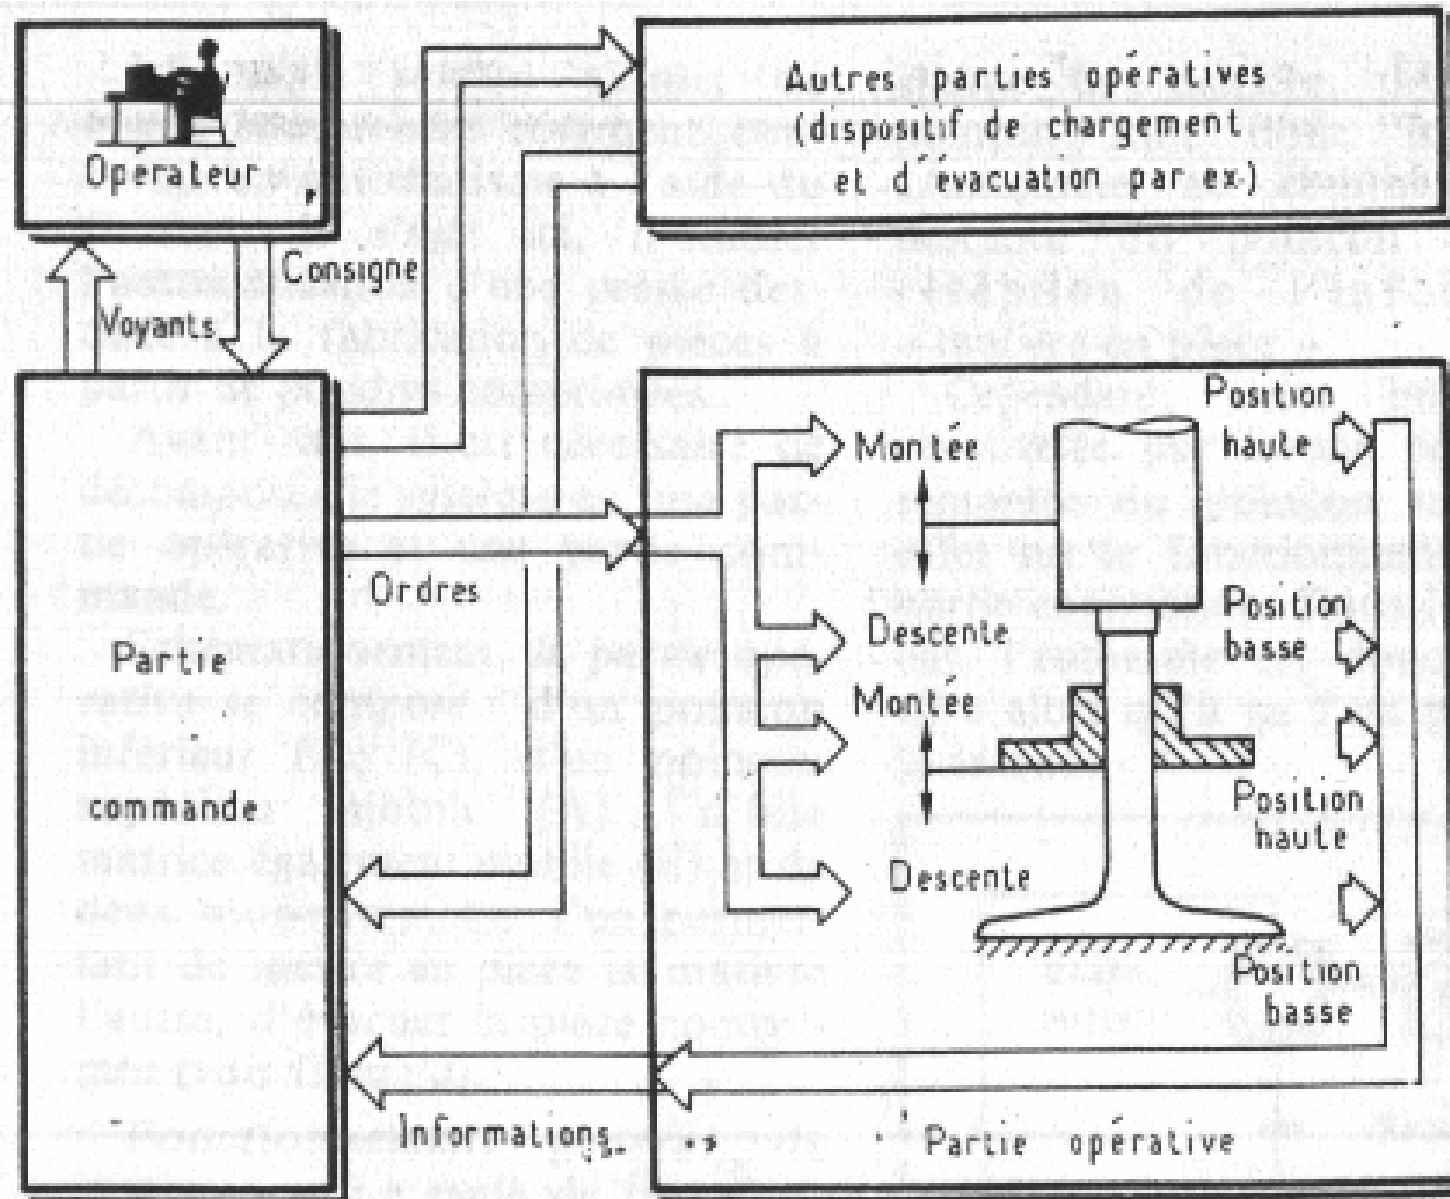 Opérateur
Autres parties opératives
(dispositif de chargement
et d'évacuation par ex.)
Consigne
Voyants
Position
haute
Montée
Ordres
Descente
Position
basse
Montée
Partie
commande
Position
haute
Descente
Position
basse
Informations
Partie opérative